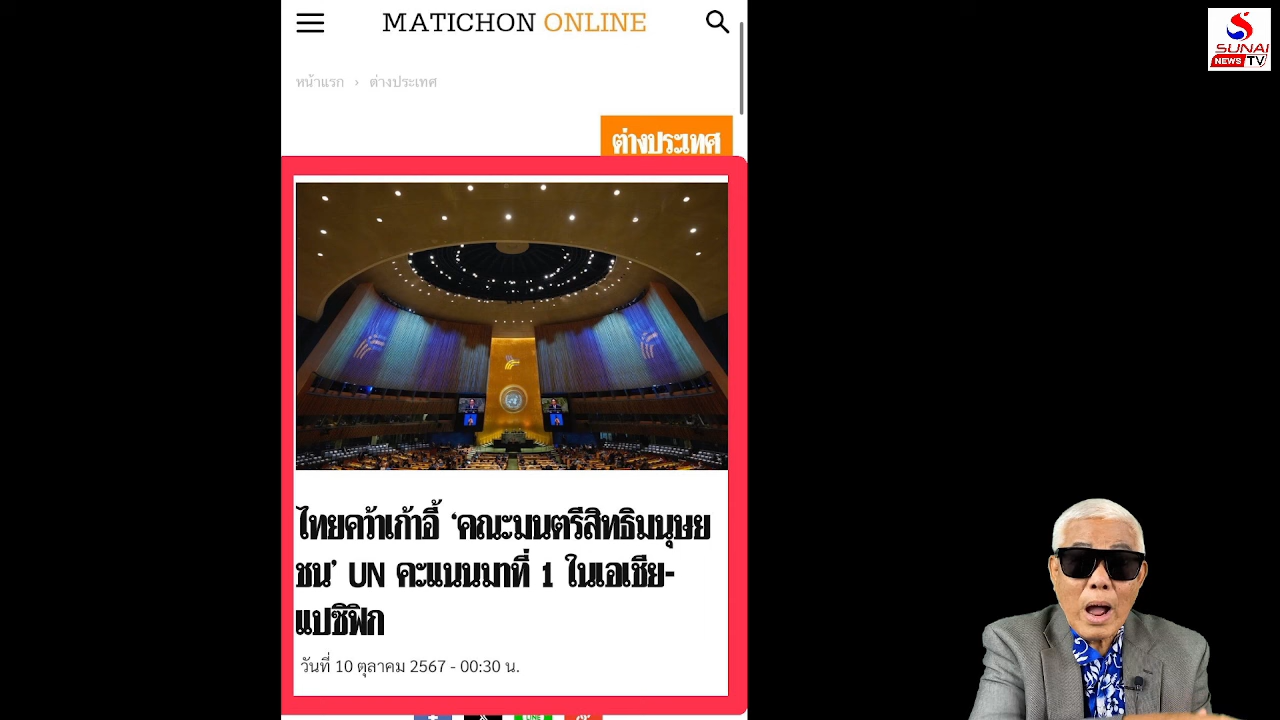 MATICHON ONLINE
SUNAI
NEWS TV
หน้าแรก › ต่างประเทศ
ต่างประเทศ
ไทยคว้าเก้าอี้ ‘คณะมนตรีสิทธิมนุษย
ชน’ UN คะแนนมาที่ 1 ในเอเชีย-
แปซิฟิก
วันที่ 10 ตุลาคม 2567 - 00:30 น.
LINE